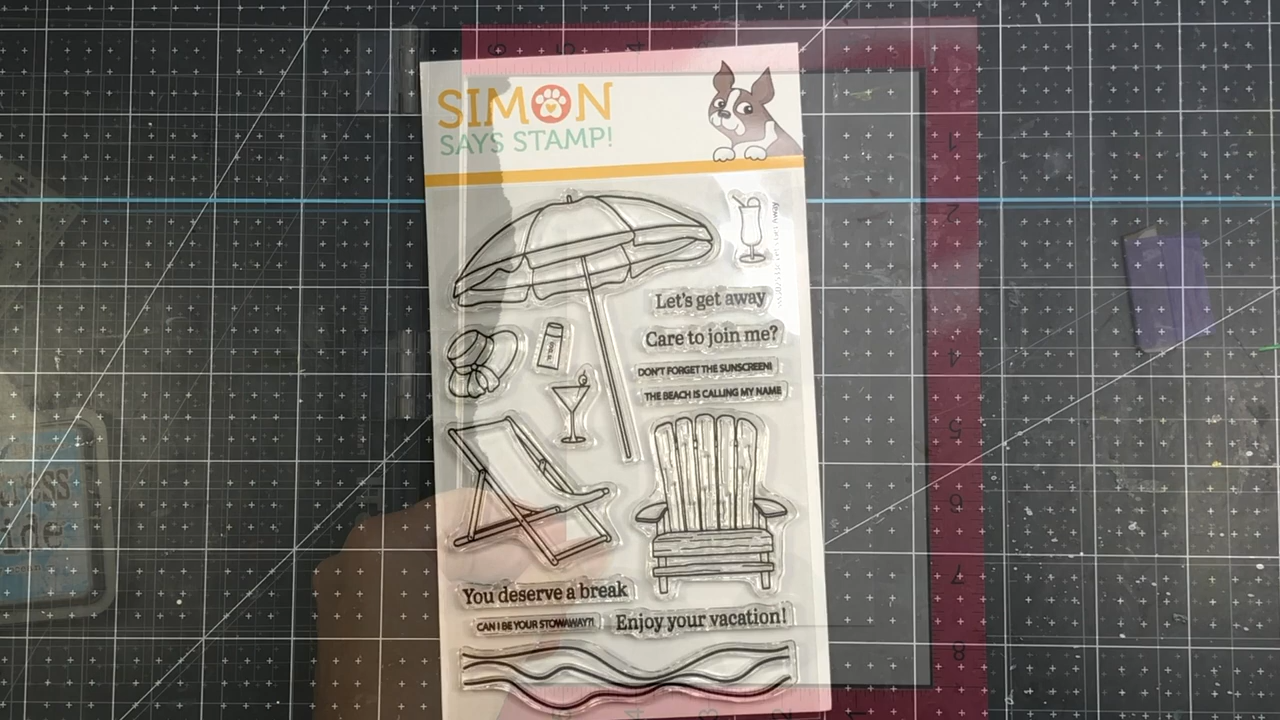 SIMON
SAYS STAMP!
Let's get away
Care to join me?
DON'T FORGET THE SUNSCREEN!
THE BEACH IS CALLING MY NAME
You deserve a break
CAN I BE YOUR STOWAWAY?!
Enjoy your vacation!